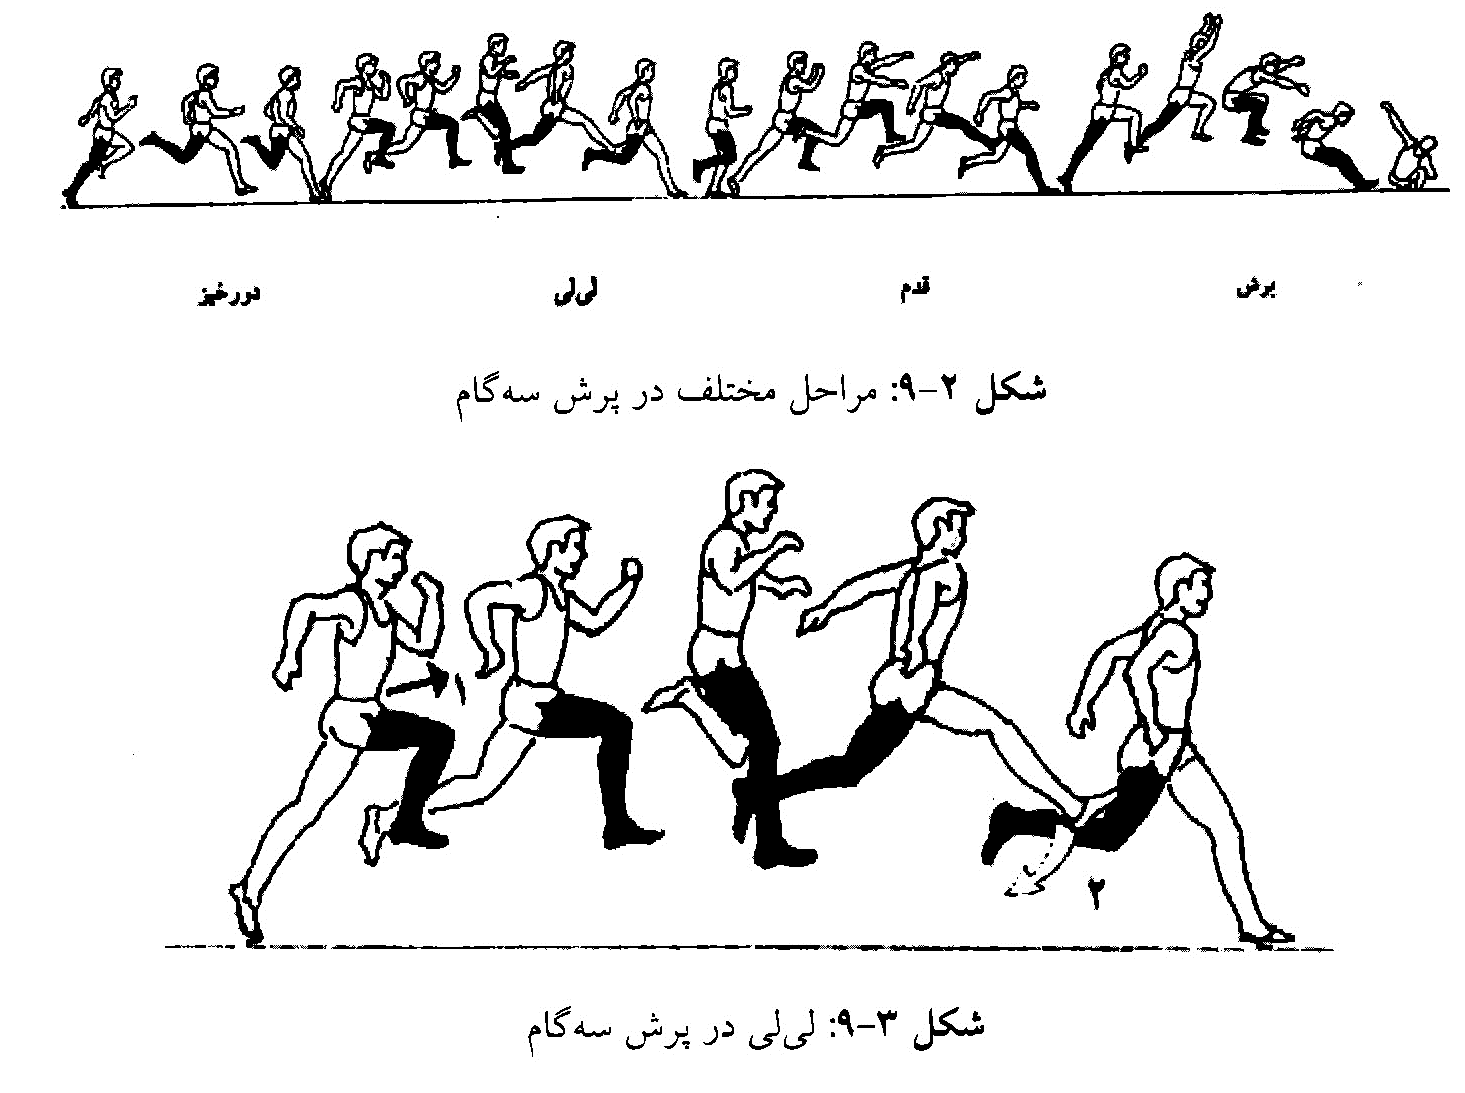 دورخیز لی‌لی قدم پرش
شکل ۲-۹: مراحل مختلف در پرش سه‌گام
۱
۲
شکل ۳-۹: لی‌لی در پرش سه‌گام